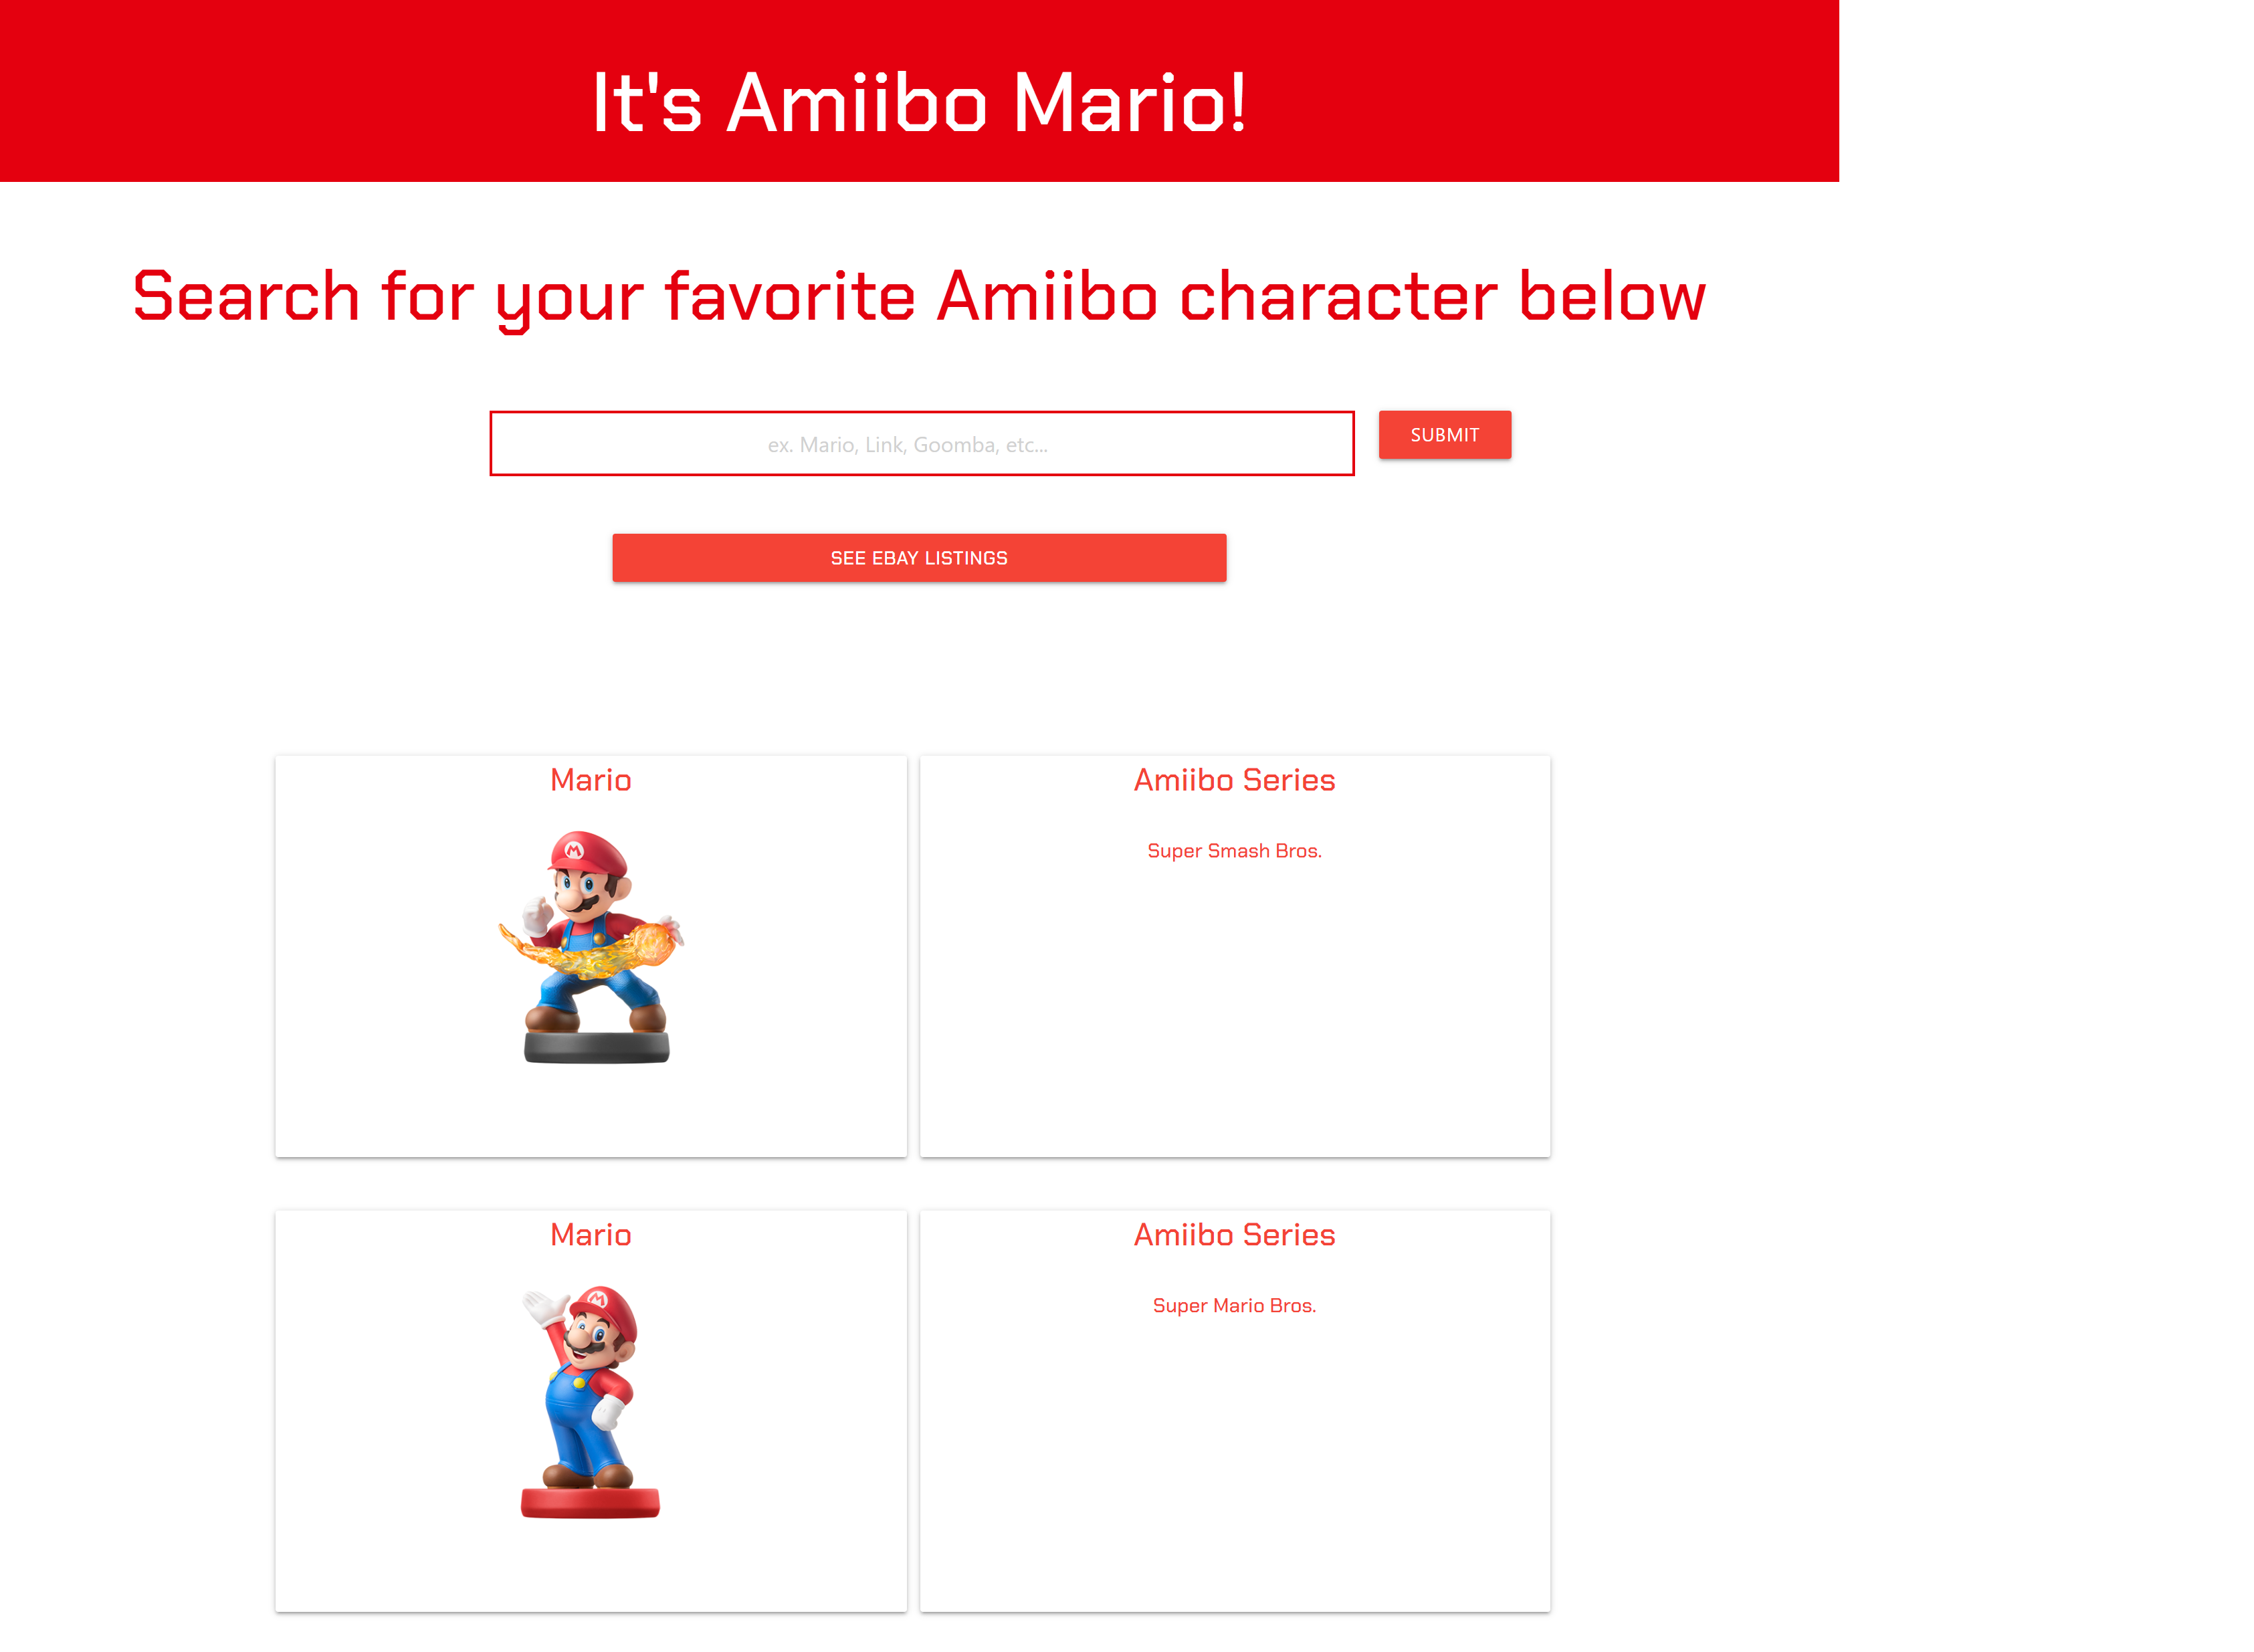 It's Amiibo Mario!
Search for your favorite Amiibo character below
ex. Mario, Link, Goomba, etc...
SUBMIT
SEE EBAY LISTINGS
Mario
Amiibo Series
Super Smash Bros.
M
Mario
Amiibo Series
Super Mario Bros.
M